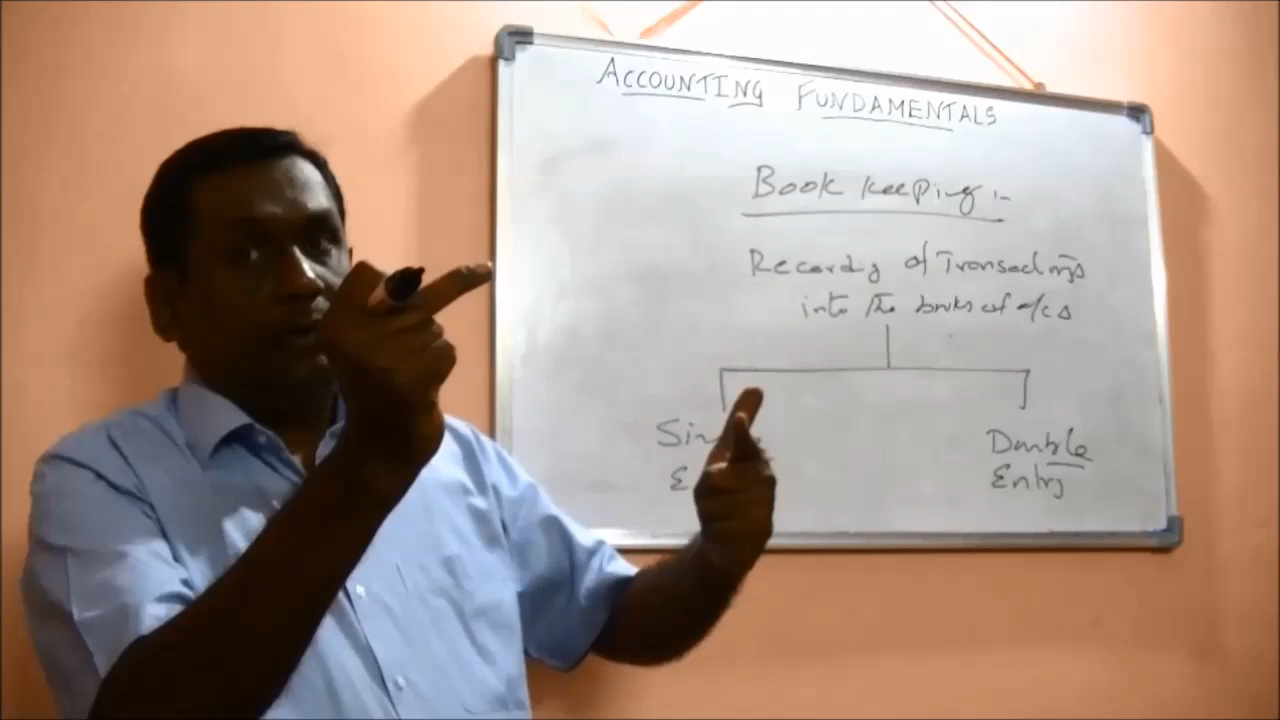 ACCOUNTING FUNDAMENTALS
Book keeping :-
Recording of Transactions
into the books of a/cs
Double
Entry